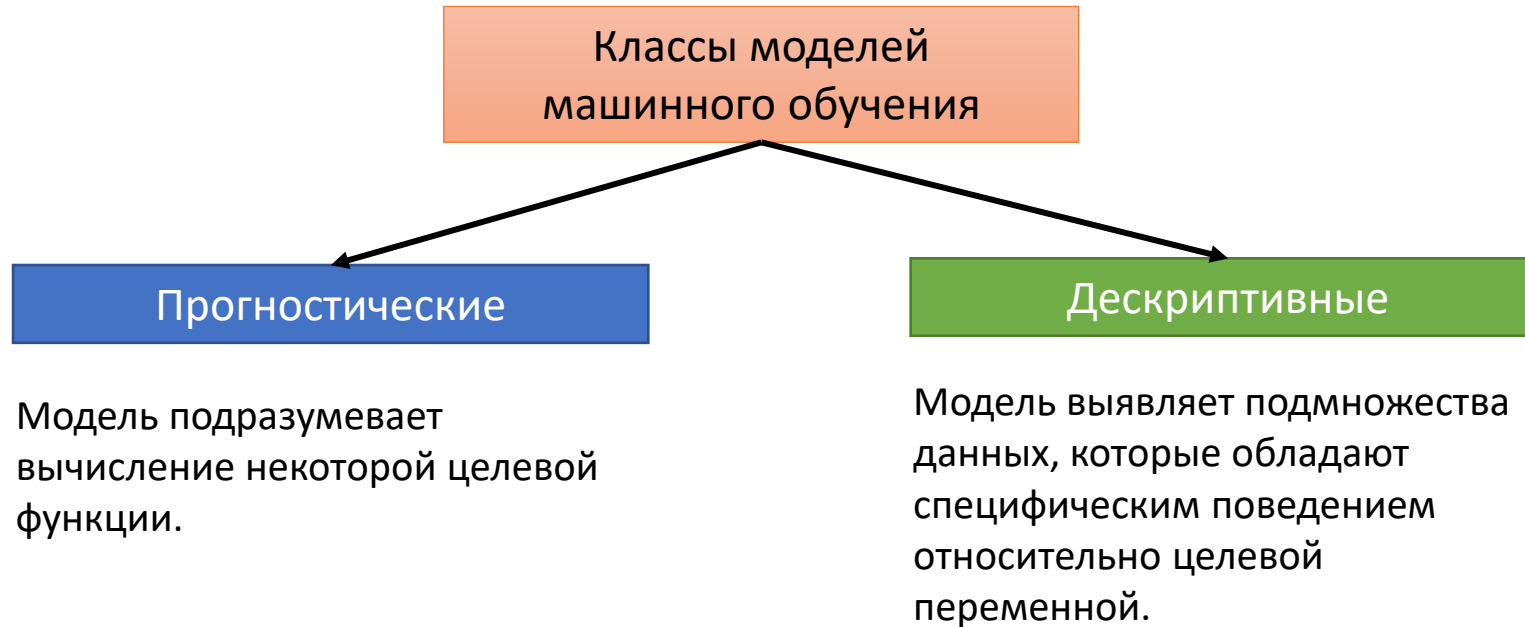 Классы моделей
машинного обучения
Прогностические
Дескриптивные
Модель подразумевает
вычисление некоторой целевой
функции.
Модель выявляет подмножества
данных, которые обладают
специфическим поведением
относительно целевой
переменной.